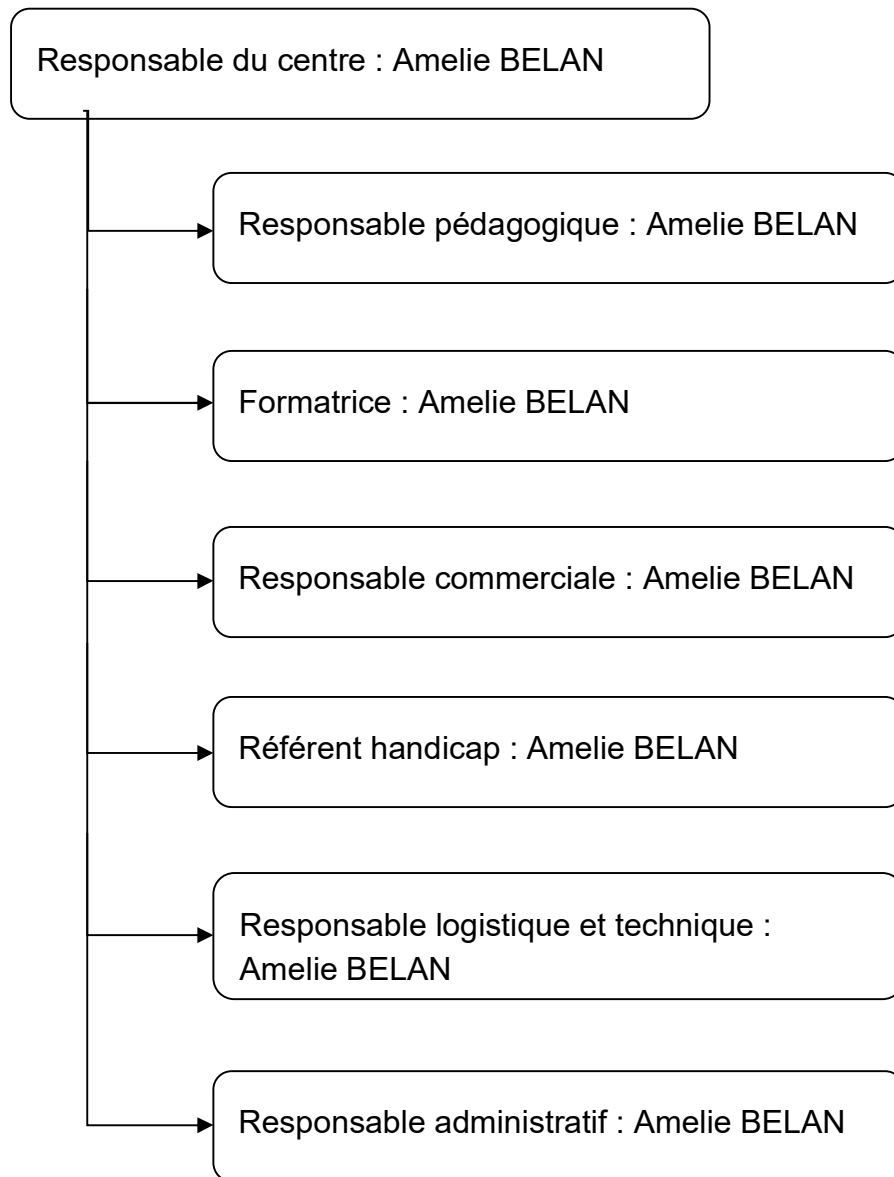 Responsable du centre : Amelie BELAN
Responsable pédagogique : Amelie BELAN
Formatrice : Amelie BELAN
Responsable commerciale : Amelie BELAN
Référent handicap : Amelie BELAN
Responsable logistique et technique :
Amelie BELAN
Responsable administratif : Amelie BELAN